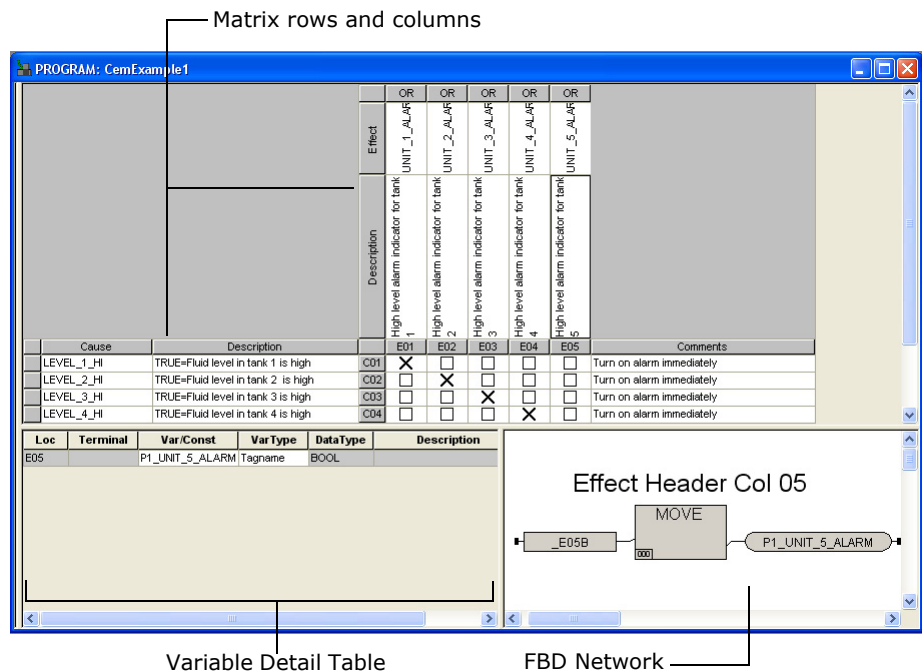 Matrix rows and columns
PROGRAM: CemExample1
OR OR OR OR OR
Effect
UNIT_1_ALAR
UNIT_2_ALAR
UNIT_3_ALAR
UNIT_4_ALAR
UNIT_5_ALAR
Description
High level alarm indicator for tank 1
High level alarm indicator for tank 2
High level alarm indicator for tank 3
High level alarm indicator for tank 4
High level alarm indicator for tank 5
Cause Description E01 E02 E03 E04 E05 Comments
LEVEL_1_HI TRUE=Fluid level in tank 1 is high C01 Turn on alarm immediately
LEVEL_2_HI TRUE=Fluid level in tank 2 is high C02 Turn on alarm immediately
LEVEL_3_HI TRUE=Fluid level in tank 3 is high C03 Turn on alarm immediately
LEVEL_4_HI TRUE=Fluid level in tank 4 is high C04 Turn on alarm immediately
Loc Terminal Var/Const VarType DataType Description
E05 P1_UNIT_5_ALARM Tagname BOOL
Effect Header Col 05
MOVE
_E05B
P1_UNIT_5_ALARM
000
Variable Detail Table
FBD Network